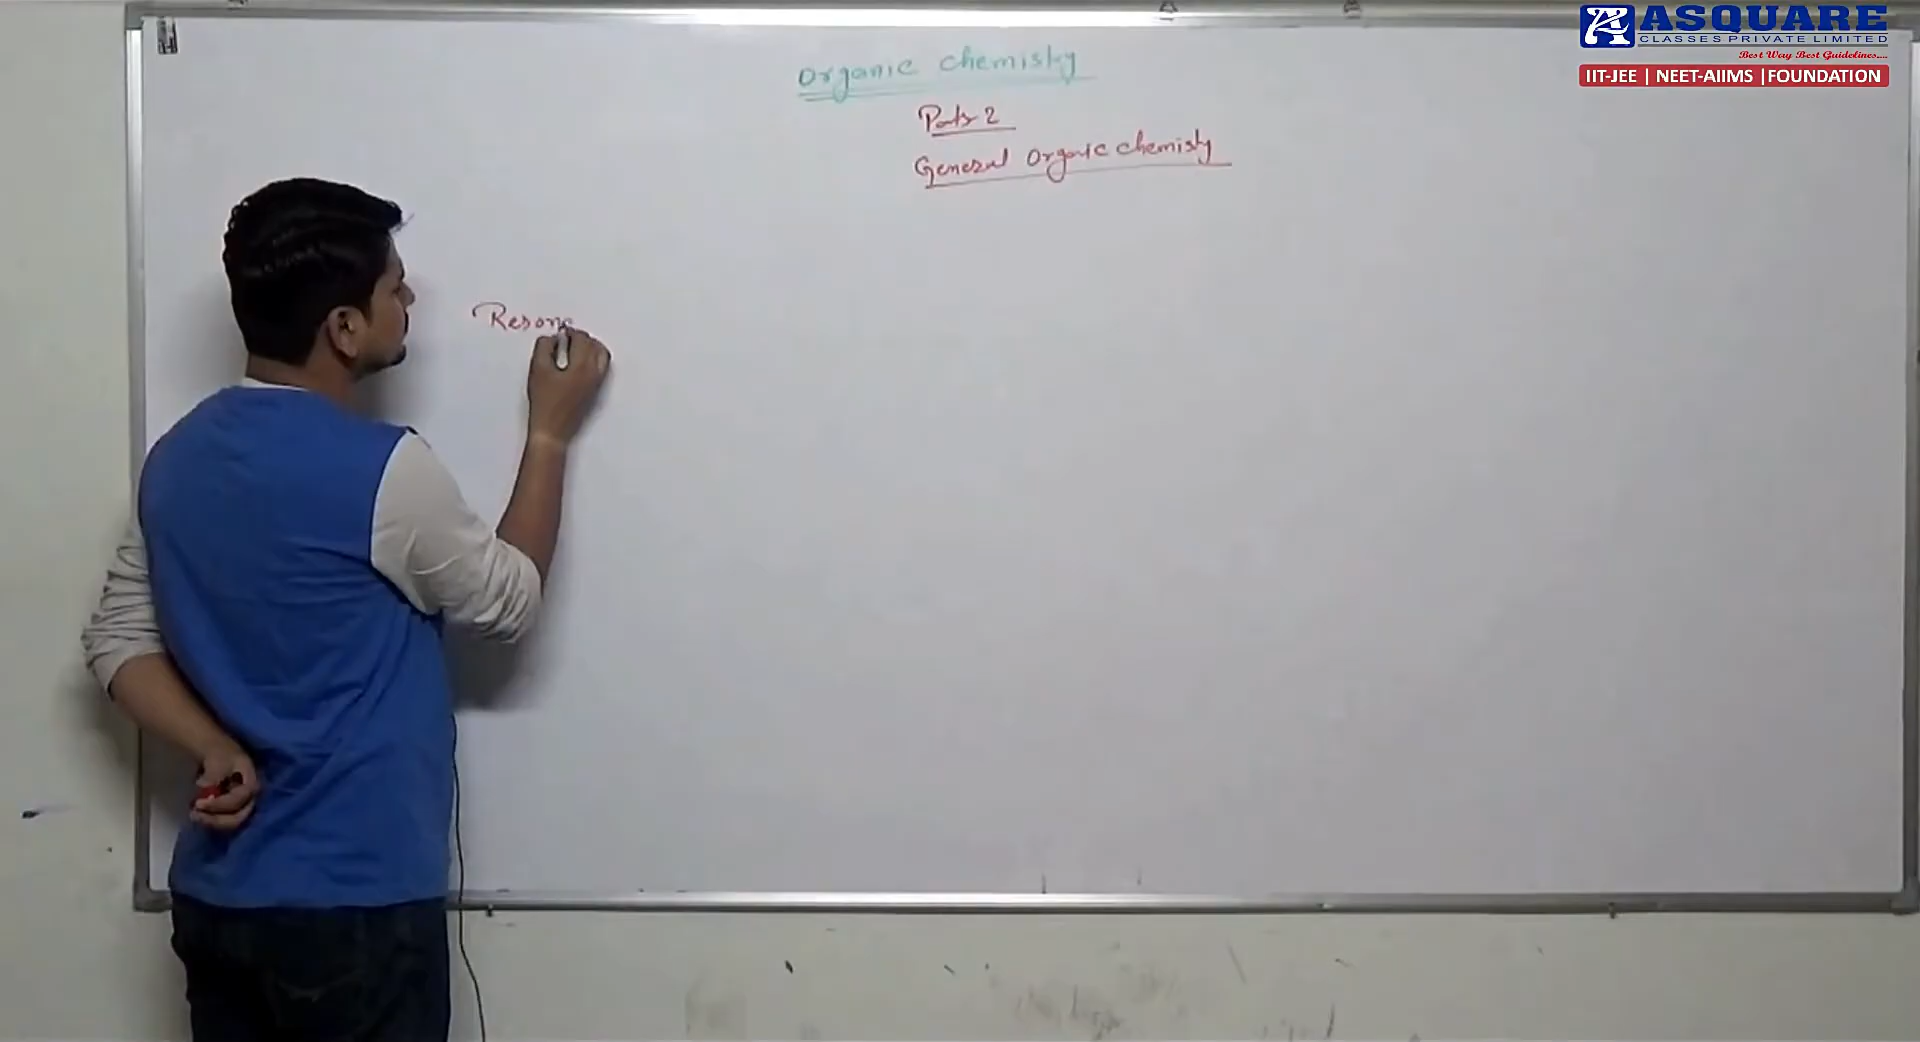 ASQUARE
CLASSES PRIVATE LIMITED
Best Way Best Guidelines....
IIT-JEE | NEET-AIIMS |FOUNDATION
Organic Chemistry
Part-2
General Organic Chemisty
Resona